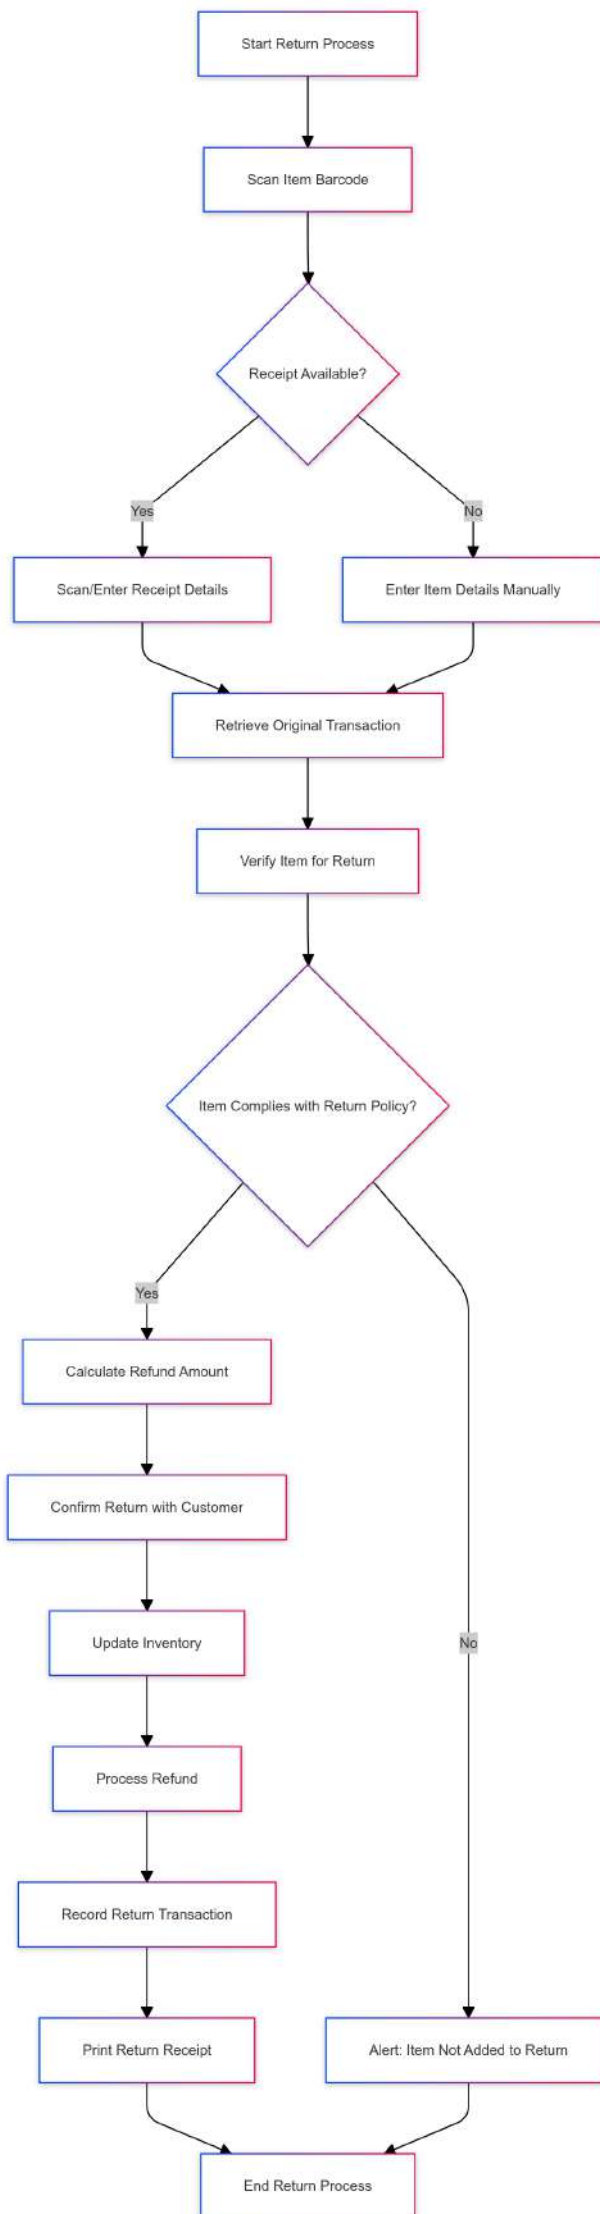 Start Return Process
Scan Item Barcode
Receipt Available?
Yes
No
Scan/Enter Receipt Details
Enter Item Details Manually
Retrieve Original Transaction
Verify Item for Return
Item Complies with Return Policy?
Yes
Calculate Refund Amount
Confirm Return with Customer
Update Inventory
No
Process Refund
Record Return Transaction
Print Return Receipt
Alert: Item Not Added to Return
End Return Process